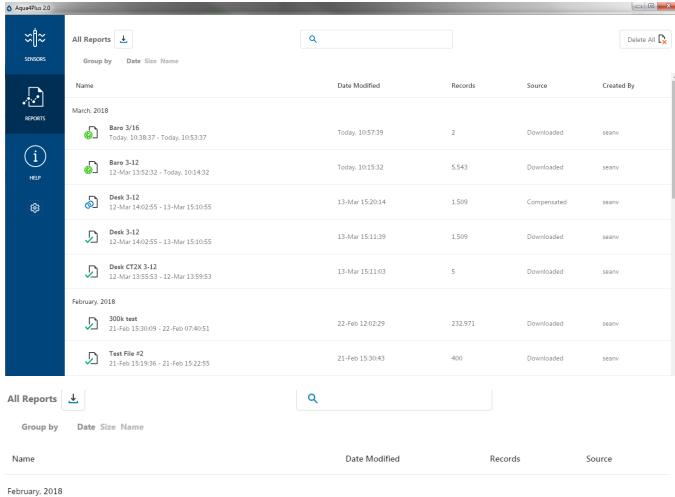 Aqua4Plus 2.0
SENSORS
REPORTS
HELP
All Reports
Delete All
Group by Date Size Name
Name Date Modified Records Source Created By
March, 2018
Baro 3/16
Today, 10:38:37 - Today, 10:53:37 Today, 10:57:39 2 Downloaded seanv
Baro 3-12
12-Mar 13:52:32 - Today, 10:14:32 Today, 10:15:32 5,543 Downloaded seanv
Desk 3-12
12-Mar 14:02:55 - 13-Mar 15:10:55 13-Mar 15:20:14 1,509 Compensated seanv
Desk 3-12
12-Mar 14:02:55 - 13-Mar 15:10:55 13-Mar 15:11:39 1,509 Downloaded seanv
Desk CT2X 3-12
12-Mar 13:55:53 - 12-Mar 13:59:53 13-Mar 15:11:03 5 Downloaded seanv
February, 2018
300k test
21-Feb 15:30:09 - 22-Feb 07:40:51 22-Feb 12:02:29 232,971 Downloaded seanv
Test File #2
21-Feb 15:19:36 - 21-Feb 15:22:55 21-Feb 15:30:43 400 Downloaded seanv
All Reports
Group by Date Size Name
Name Date Modified Records Source
February, 2018